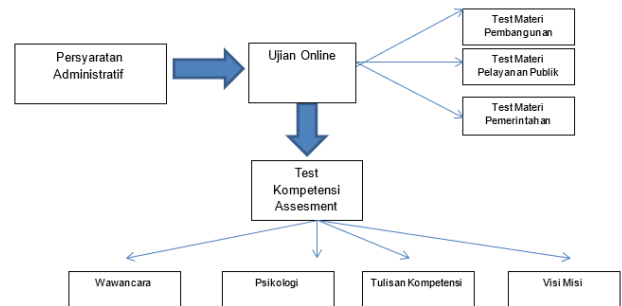 Persyaratan
Administratif
Ujian Online
Test Materi
Pembangunan
Test Materi
Pelayanan Publik
Test Materi
Pemerintahan
Test
Kompetensi
Assesment
Wawancara
Psikologi
Tulisan Kompetensi
Visi Misi